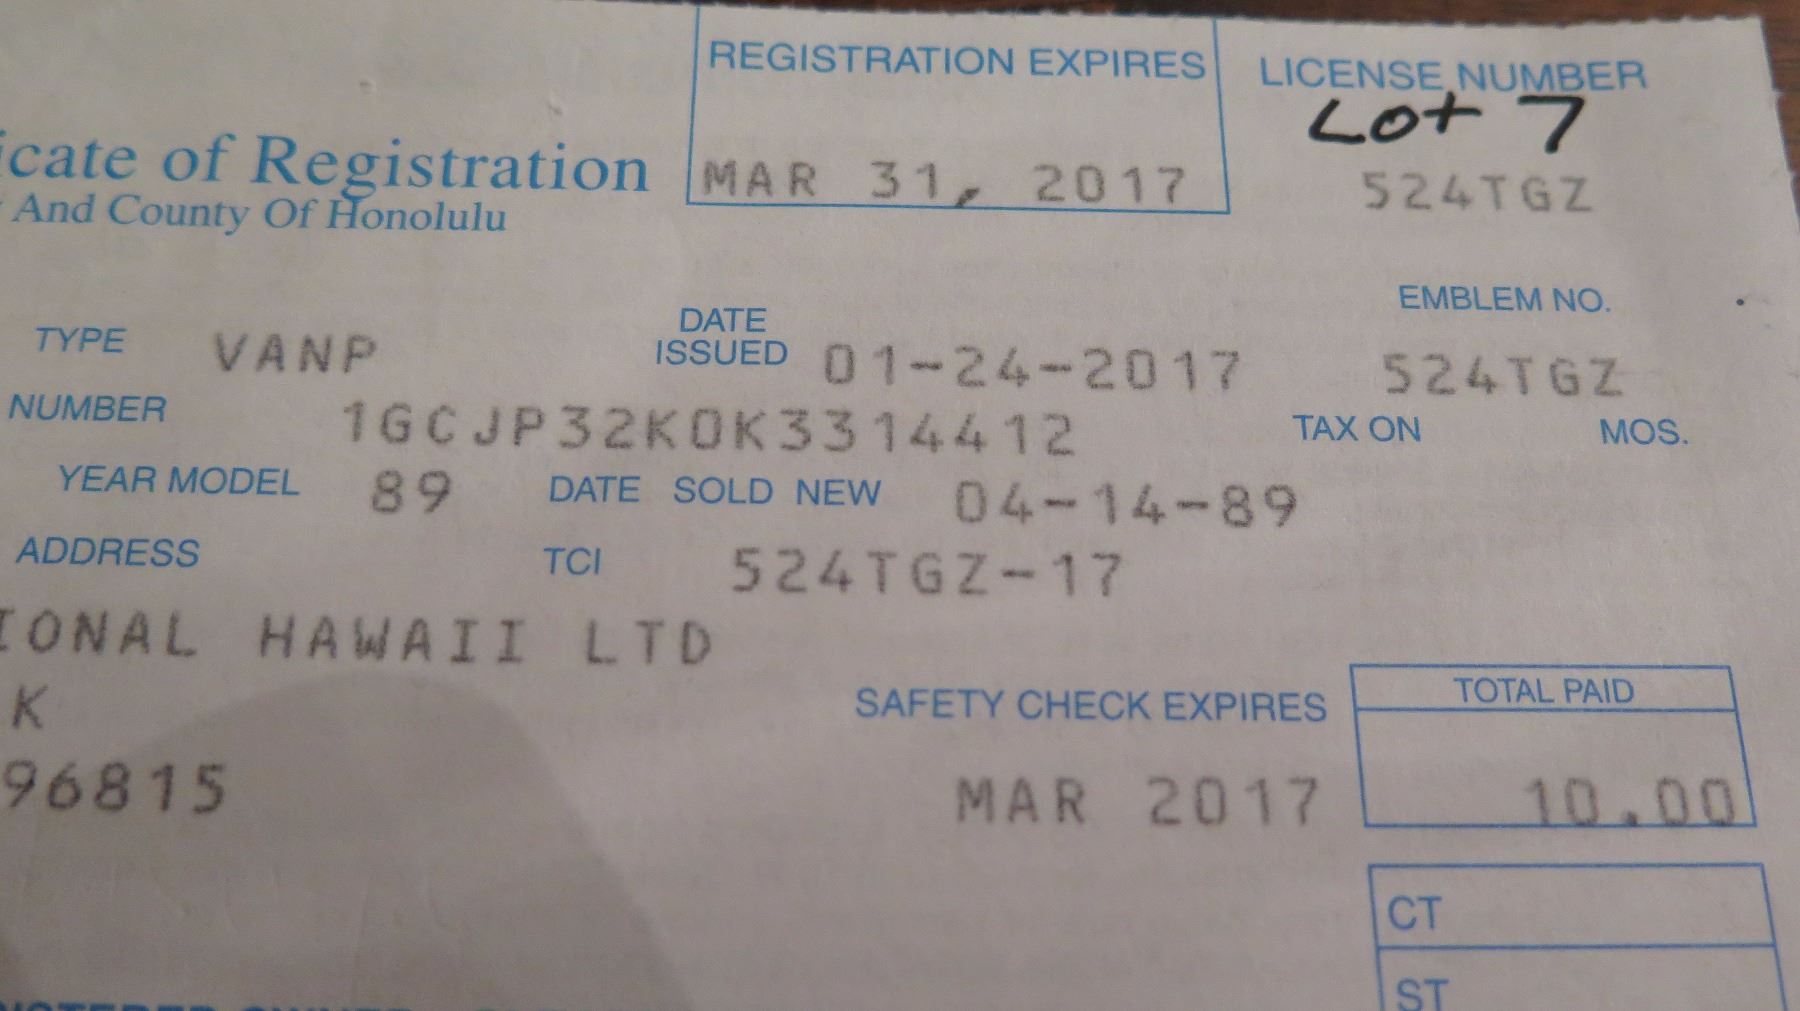 REGISTRATION EXPIRES
LICENSE NUMBER
Lot 7
icate of Registration
MAR 31, 2017
524TGZ
And County Of Honolulu
EMBLEM NO.
TYPE VANP
DATE ISSUED 01-24-2017
524TGZ
NUMBER 1GCJP32K0K3314412
TAX ON MOS.
YEAR MODEL 89 DATE SOLD NEW 04-14-89
ADDRESS TCI 524TGZ-17
IONAL HAWAII LTD
K
SAFETY CHECK EXPIRES
TOTAL PAID
96815
MAR 2017
10.00
CT
ST